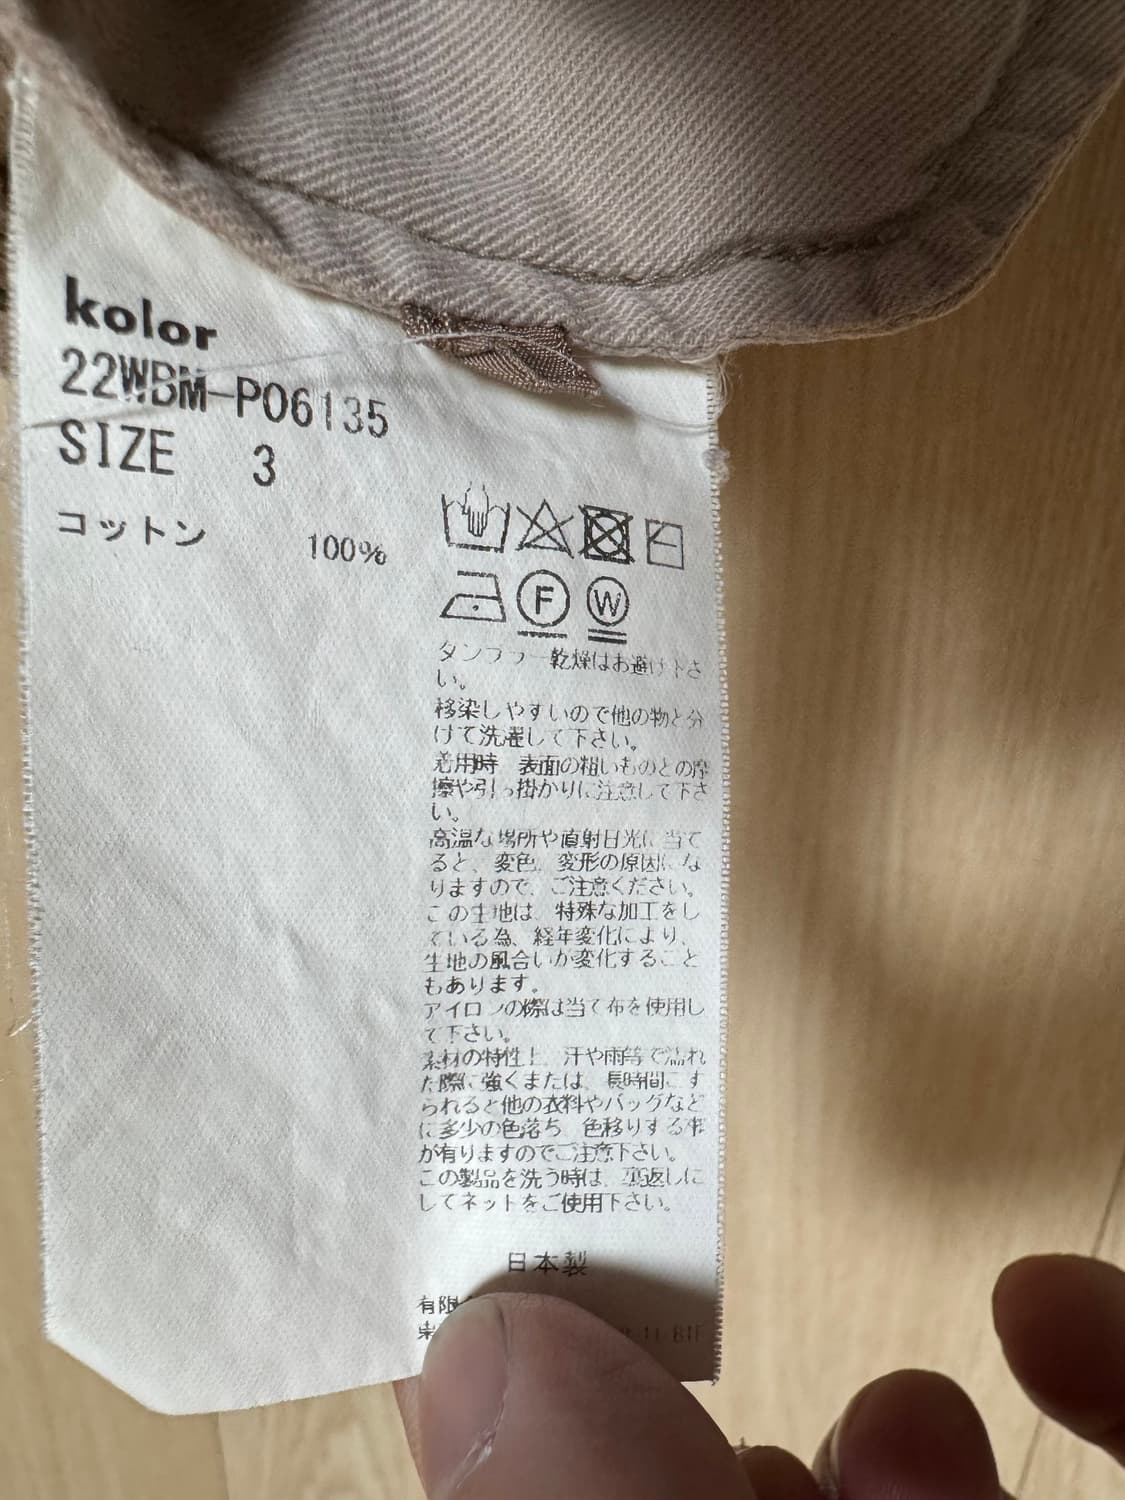 kolor
22WBM-P06135
SIZE 3
コットン 100%
F W
タンブラー乾燥はお避け下さ
い。
移染しやすいので他の物と分
けて洗濯して下さい。
着用時 表面の粗いものとの摩
擦や引っ掛かりに注意して下さ
い。
高温な場所や直射日光に当て
ると、変色、変形の原因にな
りますので、ご注意ください。
この生地は、特殊な加工をし
ている為、経年変化により、
生地の風合いが変化すること
もあります。
アイロンの際は当て布を使用し
て下さい。
素材の特性上、汗や雨等で濡れ
た際に強くまたは、長時間こす
られると他の衣料やバッグなど
に多少の色落ち、色移りする事
が有りますのでご注意下さい。
この製品を洗う時は、裏返しに
してネットをご使用下さい。
日本製
有限